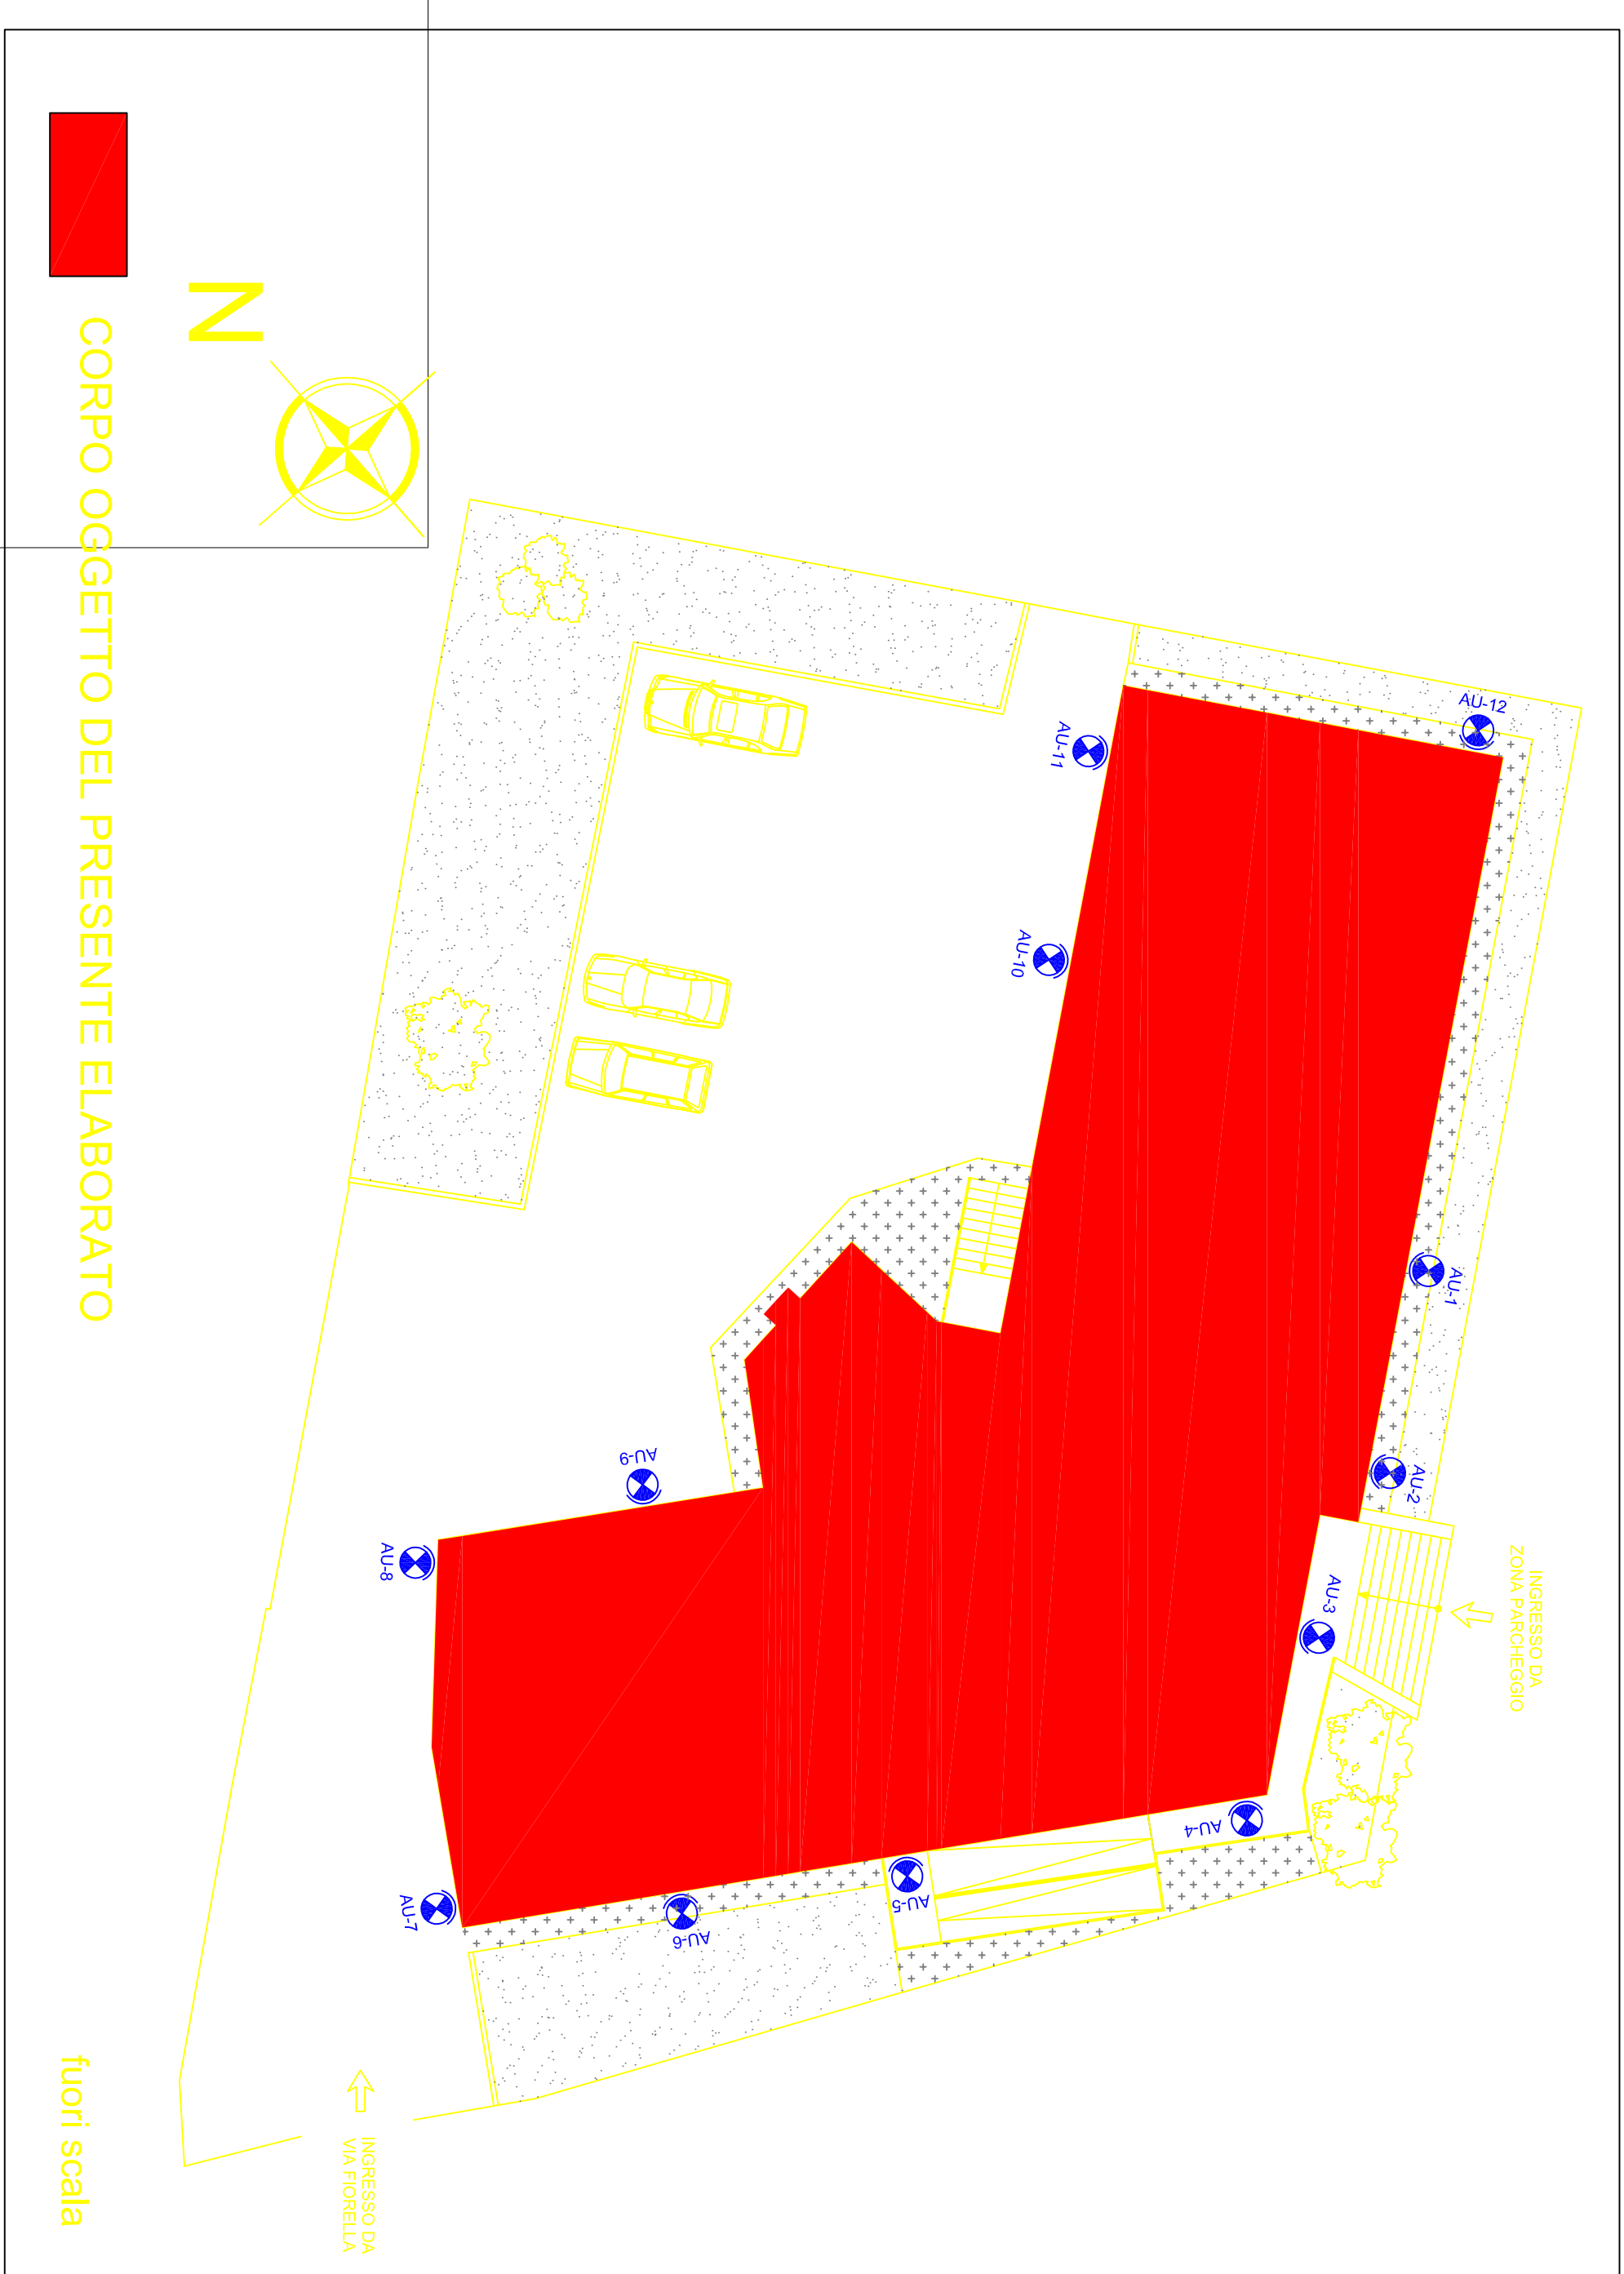 INGRESSO DA
ZONA PARCHEGGIO
AU-12
AU-1
AU-2
AU-3
AU-4
AU-5
AU-6
AU-7
AU-8
AU-9
AU-10
AU-11
INGRESSO DA
VIA FIORELLA
N
CORPO OGGETTO DEL PRESENTE ELABORATO
fuori scala